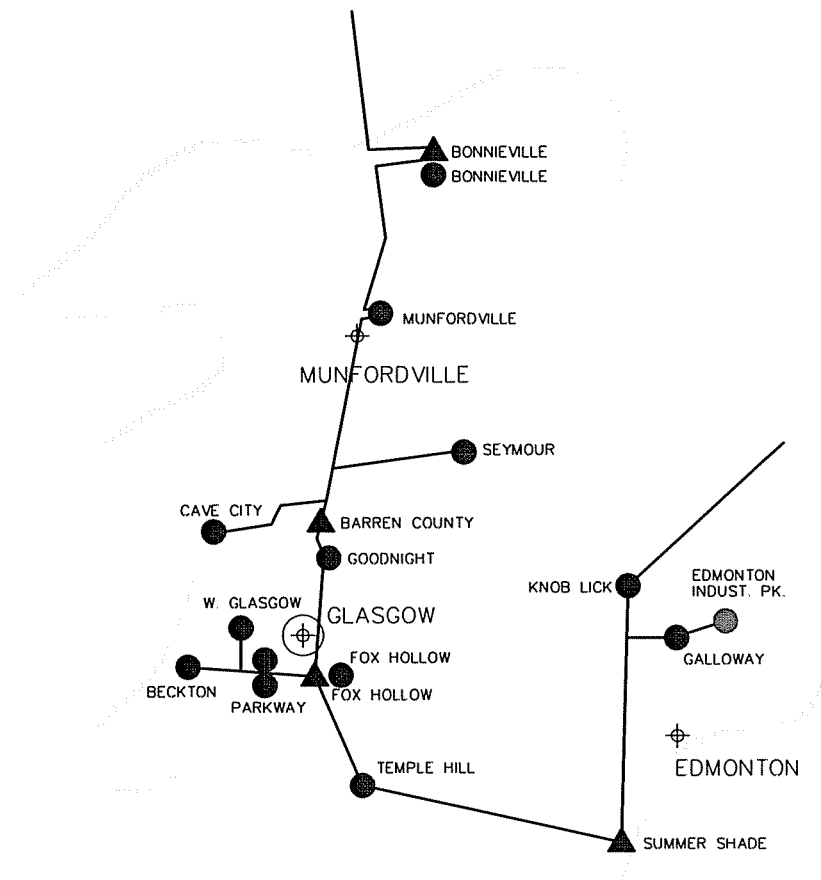 BONNIEVILLE
BONNIEVILLE
MUNFORDVILLE
MUNFORDVILLE
SEYMOUR
CAVE CITY
BARREN COUNTY
GOODNIGHT
KNOB LICK
EDMONTON
INDUST. PK.
W. GLASGOW
GLASGOW
FOX HOLLOW
GALLOWAY
BECKTON
FOX HOLLOW
PARKWAY
TEMPLE HILL
EDMONTON
SUMMER SHADE